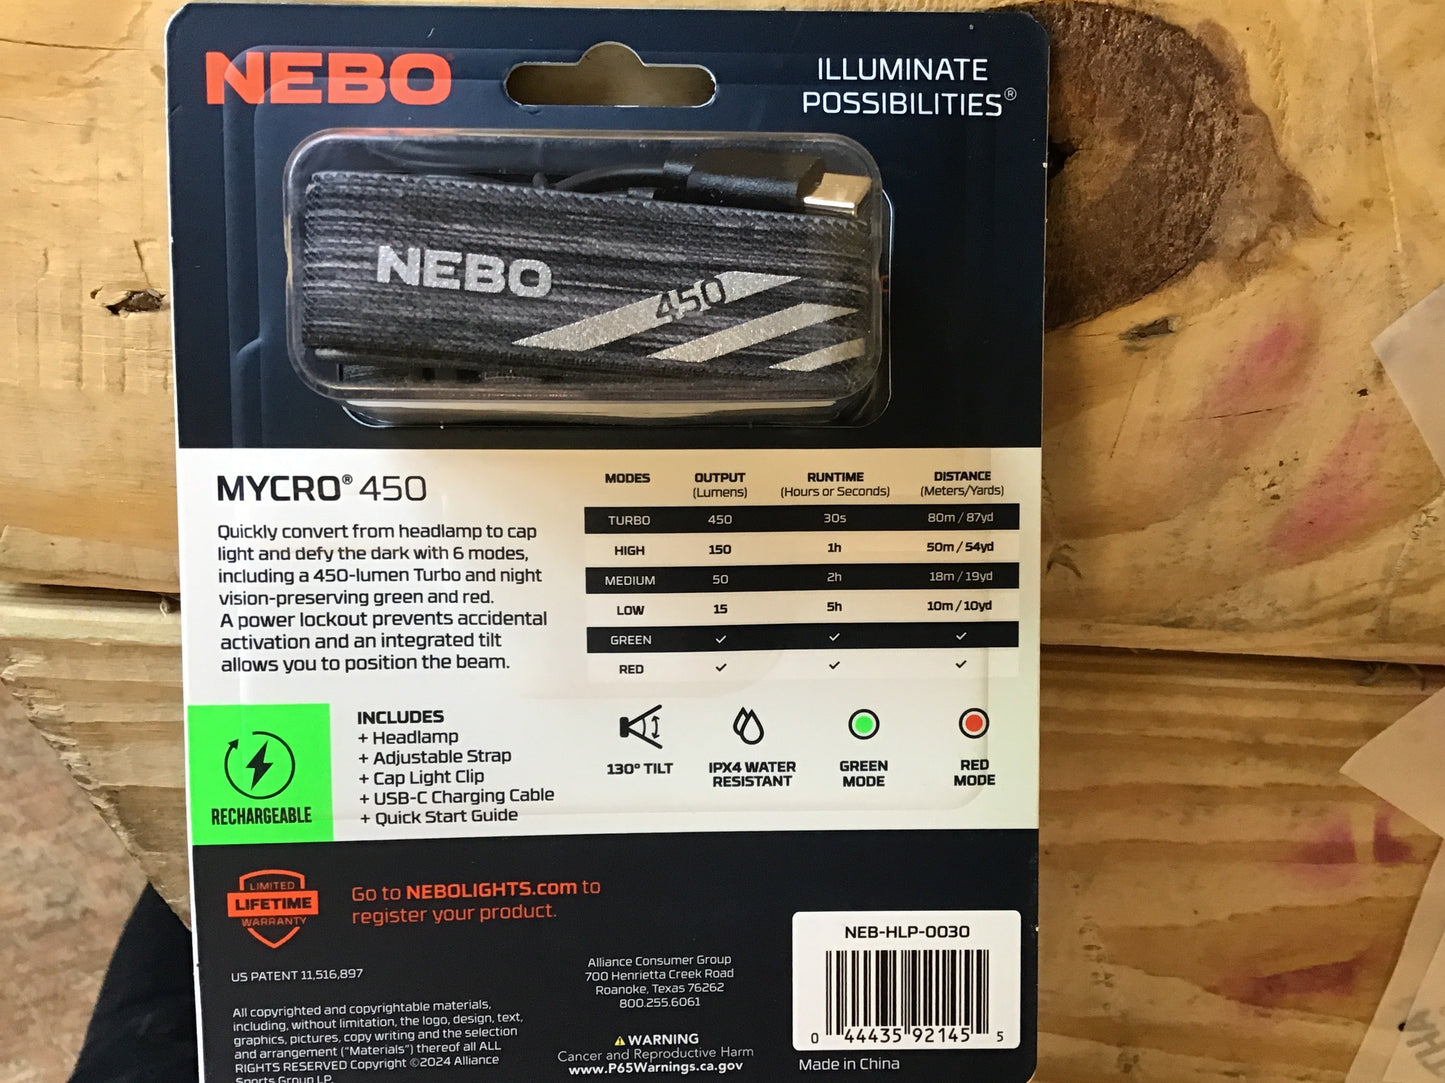 NEBO
ILLUMINATE
POSSIBILITIES®
NEBO
450
MYCRO® 450
Quickly convert from headlamp to cap
light and defy the dark with 6 modes,
including a 450-lumen Turbo and night
vision-preserving green and red.
A power lockout prevents accidental
activation and an integrated tilt
allows you to position the beam.
MODES OUTPUT RUNTIME DISTANCE
(Lumens) (Hours or Seconds) (Meters/Yards)
TURBO 450 30s 80m / 87yd
HIGH 150 1h 50m / 54yd
MEDIUM 50 2h 18m / 19yd
LOW 15 5h 10m / 10yd
GREEN ✓ ✓ ✓
RED ✓ ✓ ✓
RECHARGEABLE
INCLUDES
+ Headlamp
+ Adjustable Strap
+ Cap Light Clip
+ USB-C Charging Cable
+ Quick Start Guide
130° TILT
IPX4 WATER
RESISTANT
GREEN
MODE
RED
MODE
LIMITED
LIFETIME
WARRANTY
Go to NEBOLIGHTS.com to
register your product.
US PATENT 11,516,897
All copyrighted and copyrightable materials,
including, without limitation, the logo, design, text,
graphics, pictures, copy writing and the selection
and arrangement ("Materials") thereof all ALL
RIGHTS RESERVED Copyright ©2024 Alliance
Sports Group LP.
Alliance Consumer Group
700 Henrietta Creek Road
Roanoke, Texas 76262
800.255.6061
⚠ WARNING
Cancer and Reproductive Harm
www.P65Warnings.ca.gov
NEB-HLP-0030
0 44435 92145 5
Made in China